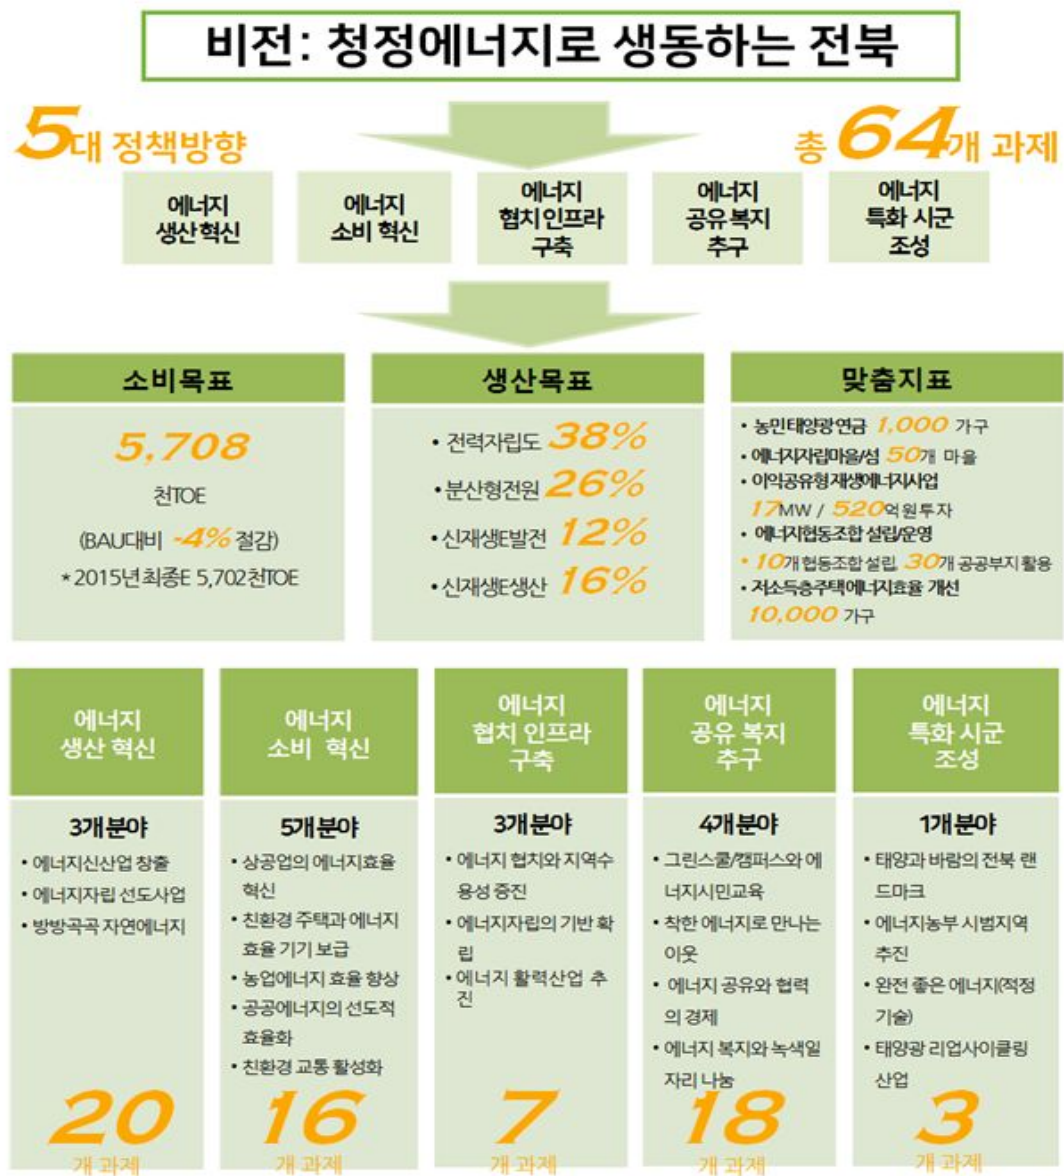 비전: 청정에너지로 생동하는 전북
5대 정책방향
총 64개 과제
에너지
생산 혁신
에너지
소비 혁신
에너지
협치 인프라
구축
에너지
공유 복지
추구
에너지
특화 시군
조성
소비목표
5,708
천TOE
(BAU대비 -4% 절감)
*2015년 최종E 5,702천TOE
생산목표
• 전력자립도 38%
• 분산형전원 26%
• 신재생E발전 12%
• 신재생E생산 16%
맞춤지표
• 농민태양광연금 1,000 가구
• 에너지자립마을/섬 50개 마을
• 이익공유형 재생에너지사업
17MW / 520억원투자
• 에너지협동조합 설립/운영
• 10개 협동조합 설립, 30개 공공부지 활용
• 저소득층주택에너지효율 개선
10,000 가구
에너지
생산 혁신
3개분야
• 에너지신산업 창출
• 에너지자립 선도사업
• 방방곡곡 자연에너지
20
개 과제
에너지
소비 혁신
5개분야
• 상공업의 에너지효율
혁신
• 친환경 주택과 에너지
효율 기기 보급
• 농업에너지 효율 향상
• 공공에너지의 선도적
효율화
• 친환경 교통 활성화
16
개 과제
에너지
협치 인프라
구축
3개분야
• 에너지 협치와 지역수
용성 증진
• 에너지자립의 기반 확
립
• 에너지 활력산업 추
진
7
개 과제
에너지
공유 복지
추구
4개분야
• 그린스쿨/캠퍼스와 에
너지시민교육
• 착한 에너지로 만나는
이웃
• 에너지 공유와 협력
의 경제
• 에너지 복지와 녹색일
자리 나눔
18
개 과제
에너지
특화 시군
조성
1개분야
• 태양과 바람의 전북 랜
드마크
• 에너지농부 시범지역
추진
• 완전 좋은 에너지(적정
기술)
• 태양광 리업사이클링
산업
3
개 과제